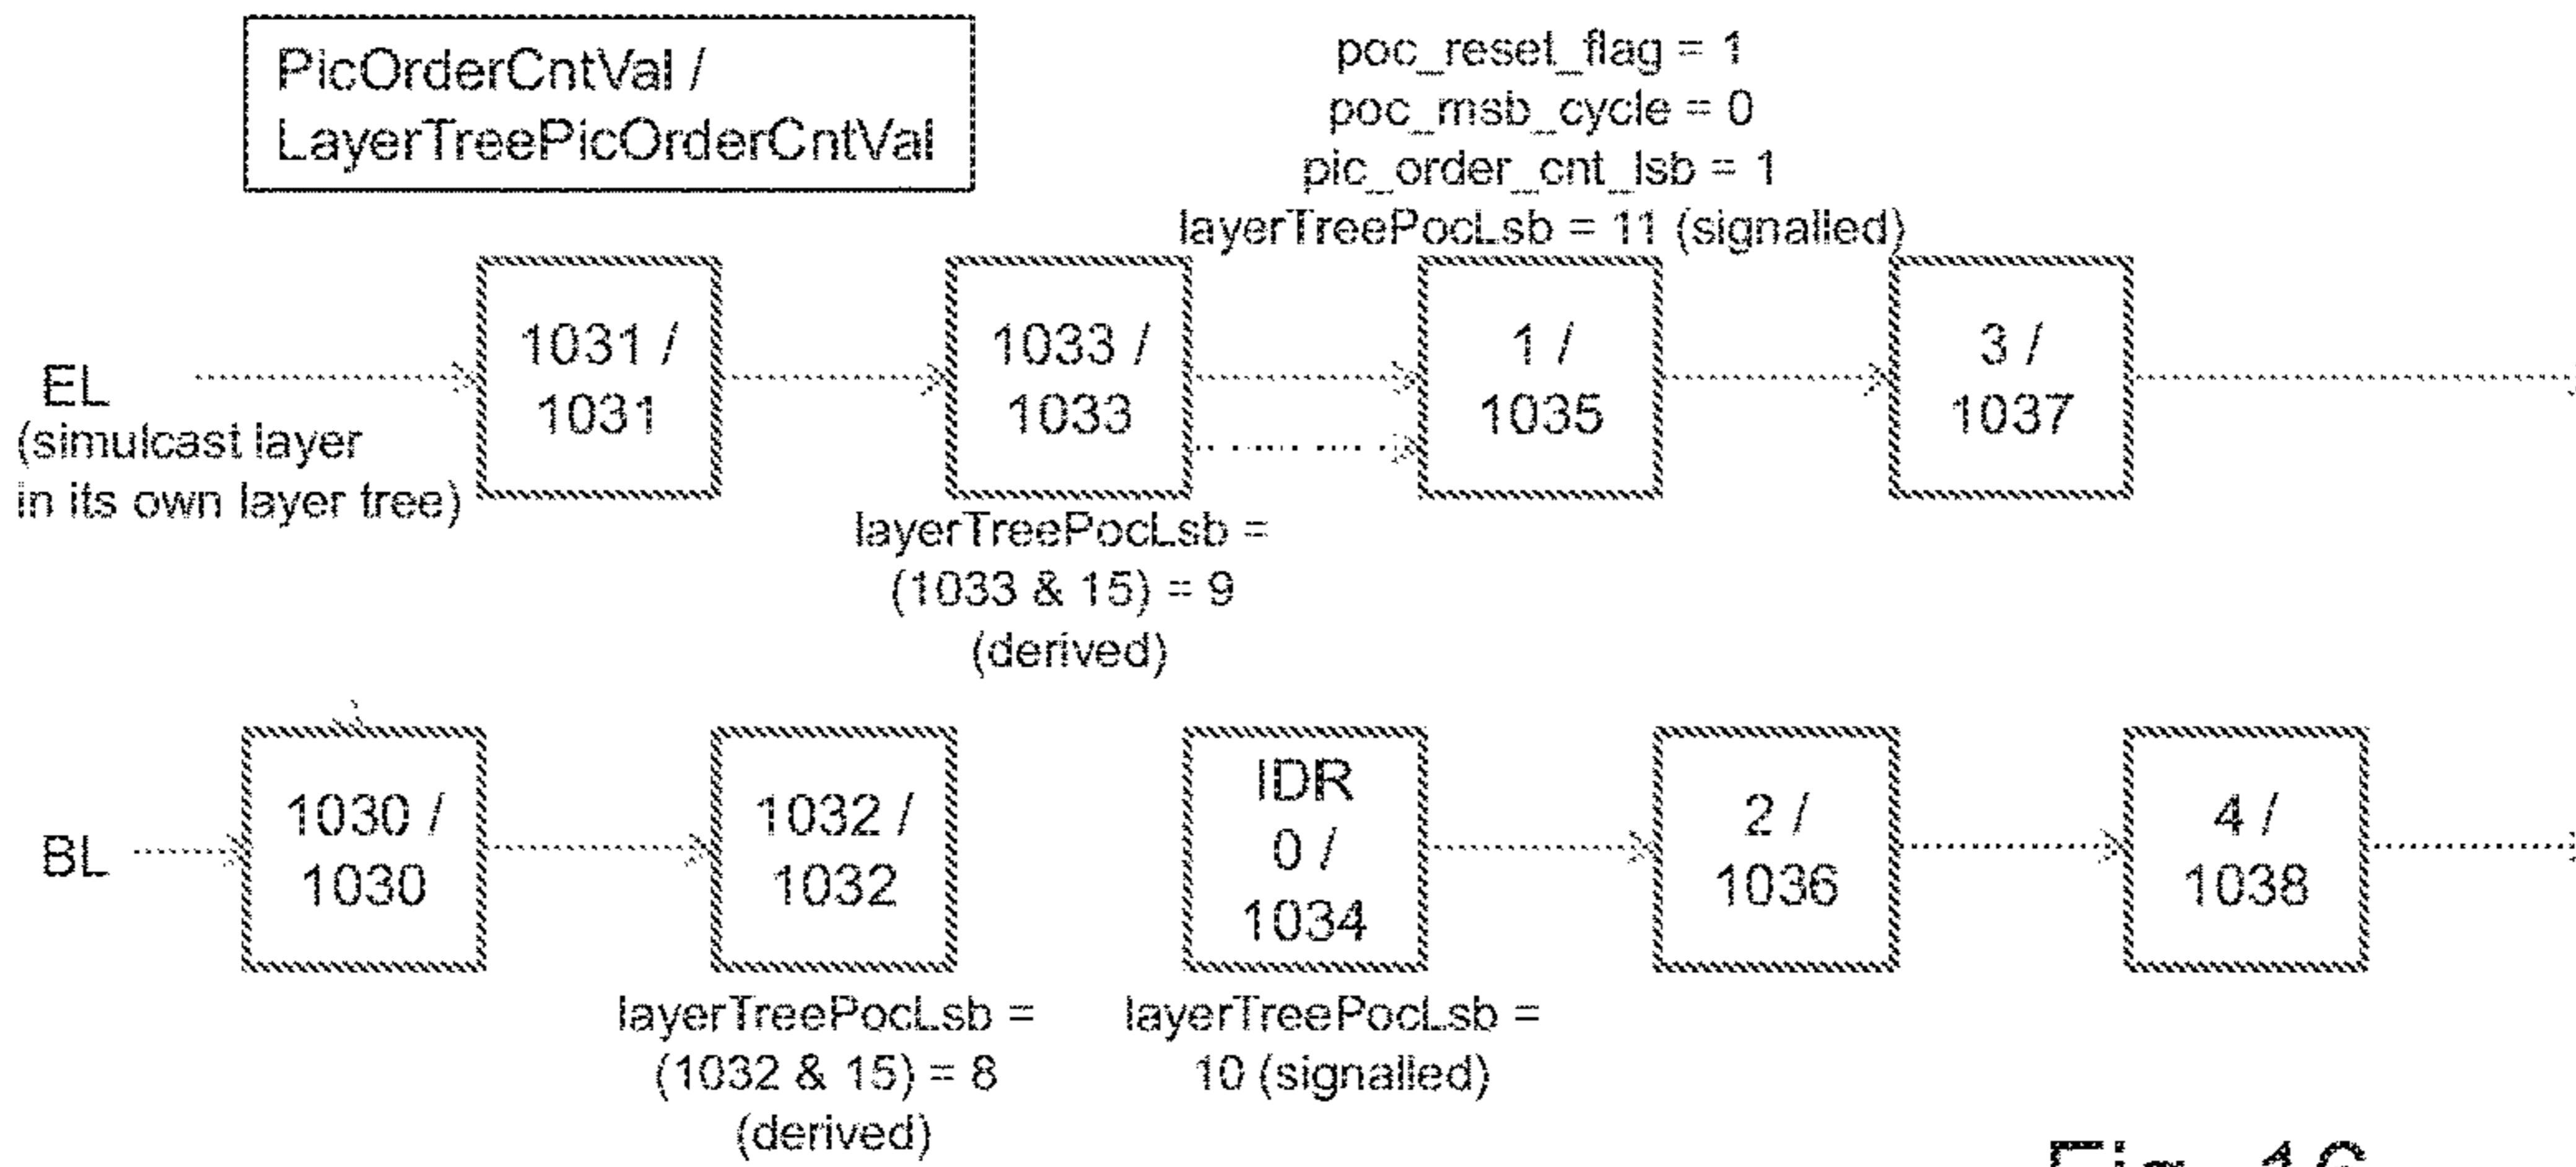 PicOrderCntVal /
LayerTreePicOrderCntVal
poc_reset_flag = 1
poc_msb_cycle = 0
pic_order_cnt_lsb = 1
layerTreePocLsb = 11 (signalled)
EL
(simulcast layer
in its own layer tree)
1031 /
1031
1033 /
1033
1 /
1035
3 /
1037
layerTreePocLsb =
(1033 & 15) = 9
(derived)
BL
1030 /
1030
1032 /
1032
IDR
0 /
1034
2 /
1036
4 /
1038
layerTreePocLsb =
(1032 & 15) = 8
(derived)
layerTreePocLsb =
10 (signalled)